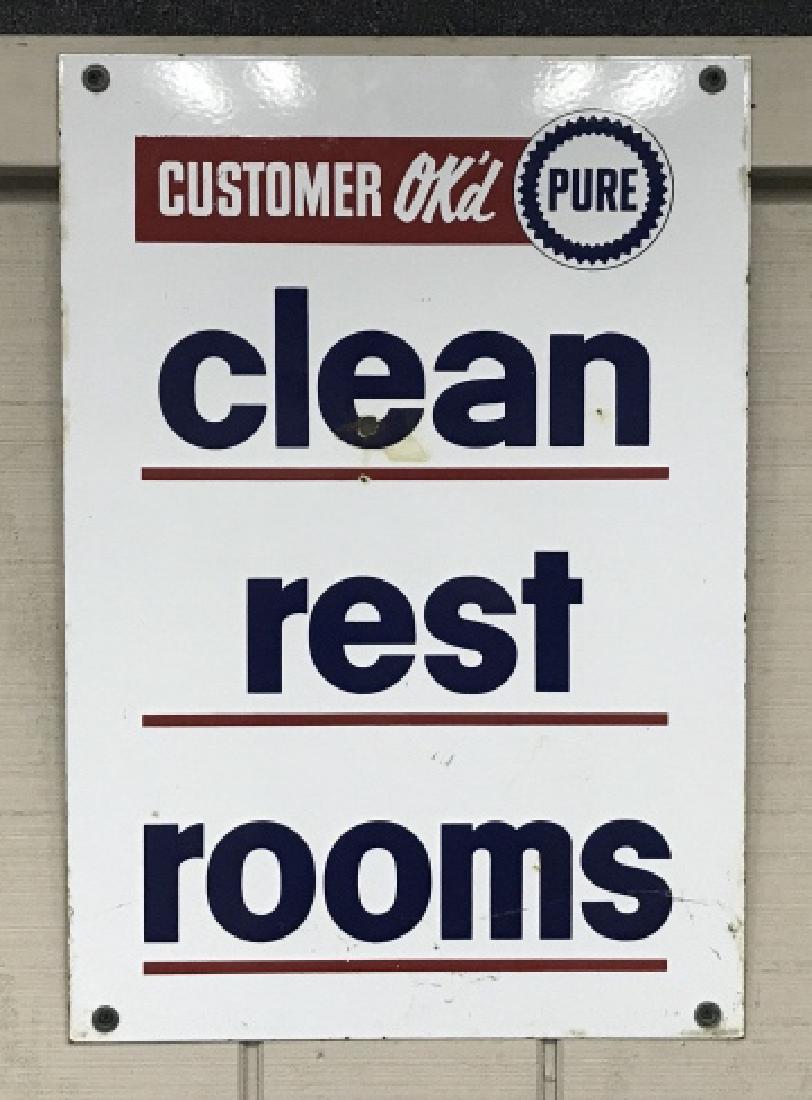 CUSTOMER OK'd PURE
clean
rest
rooms